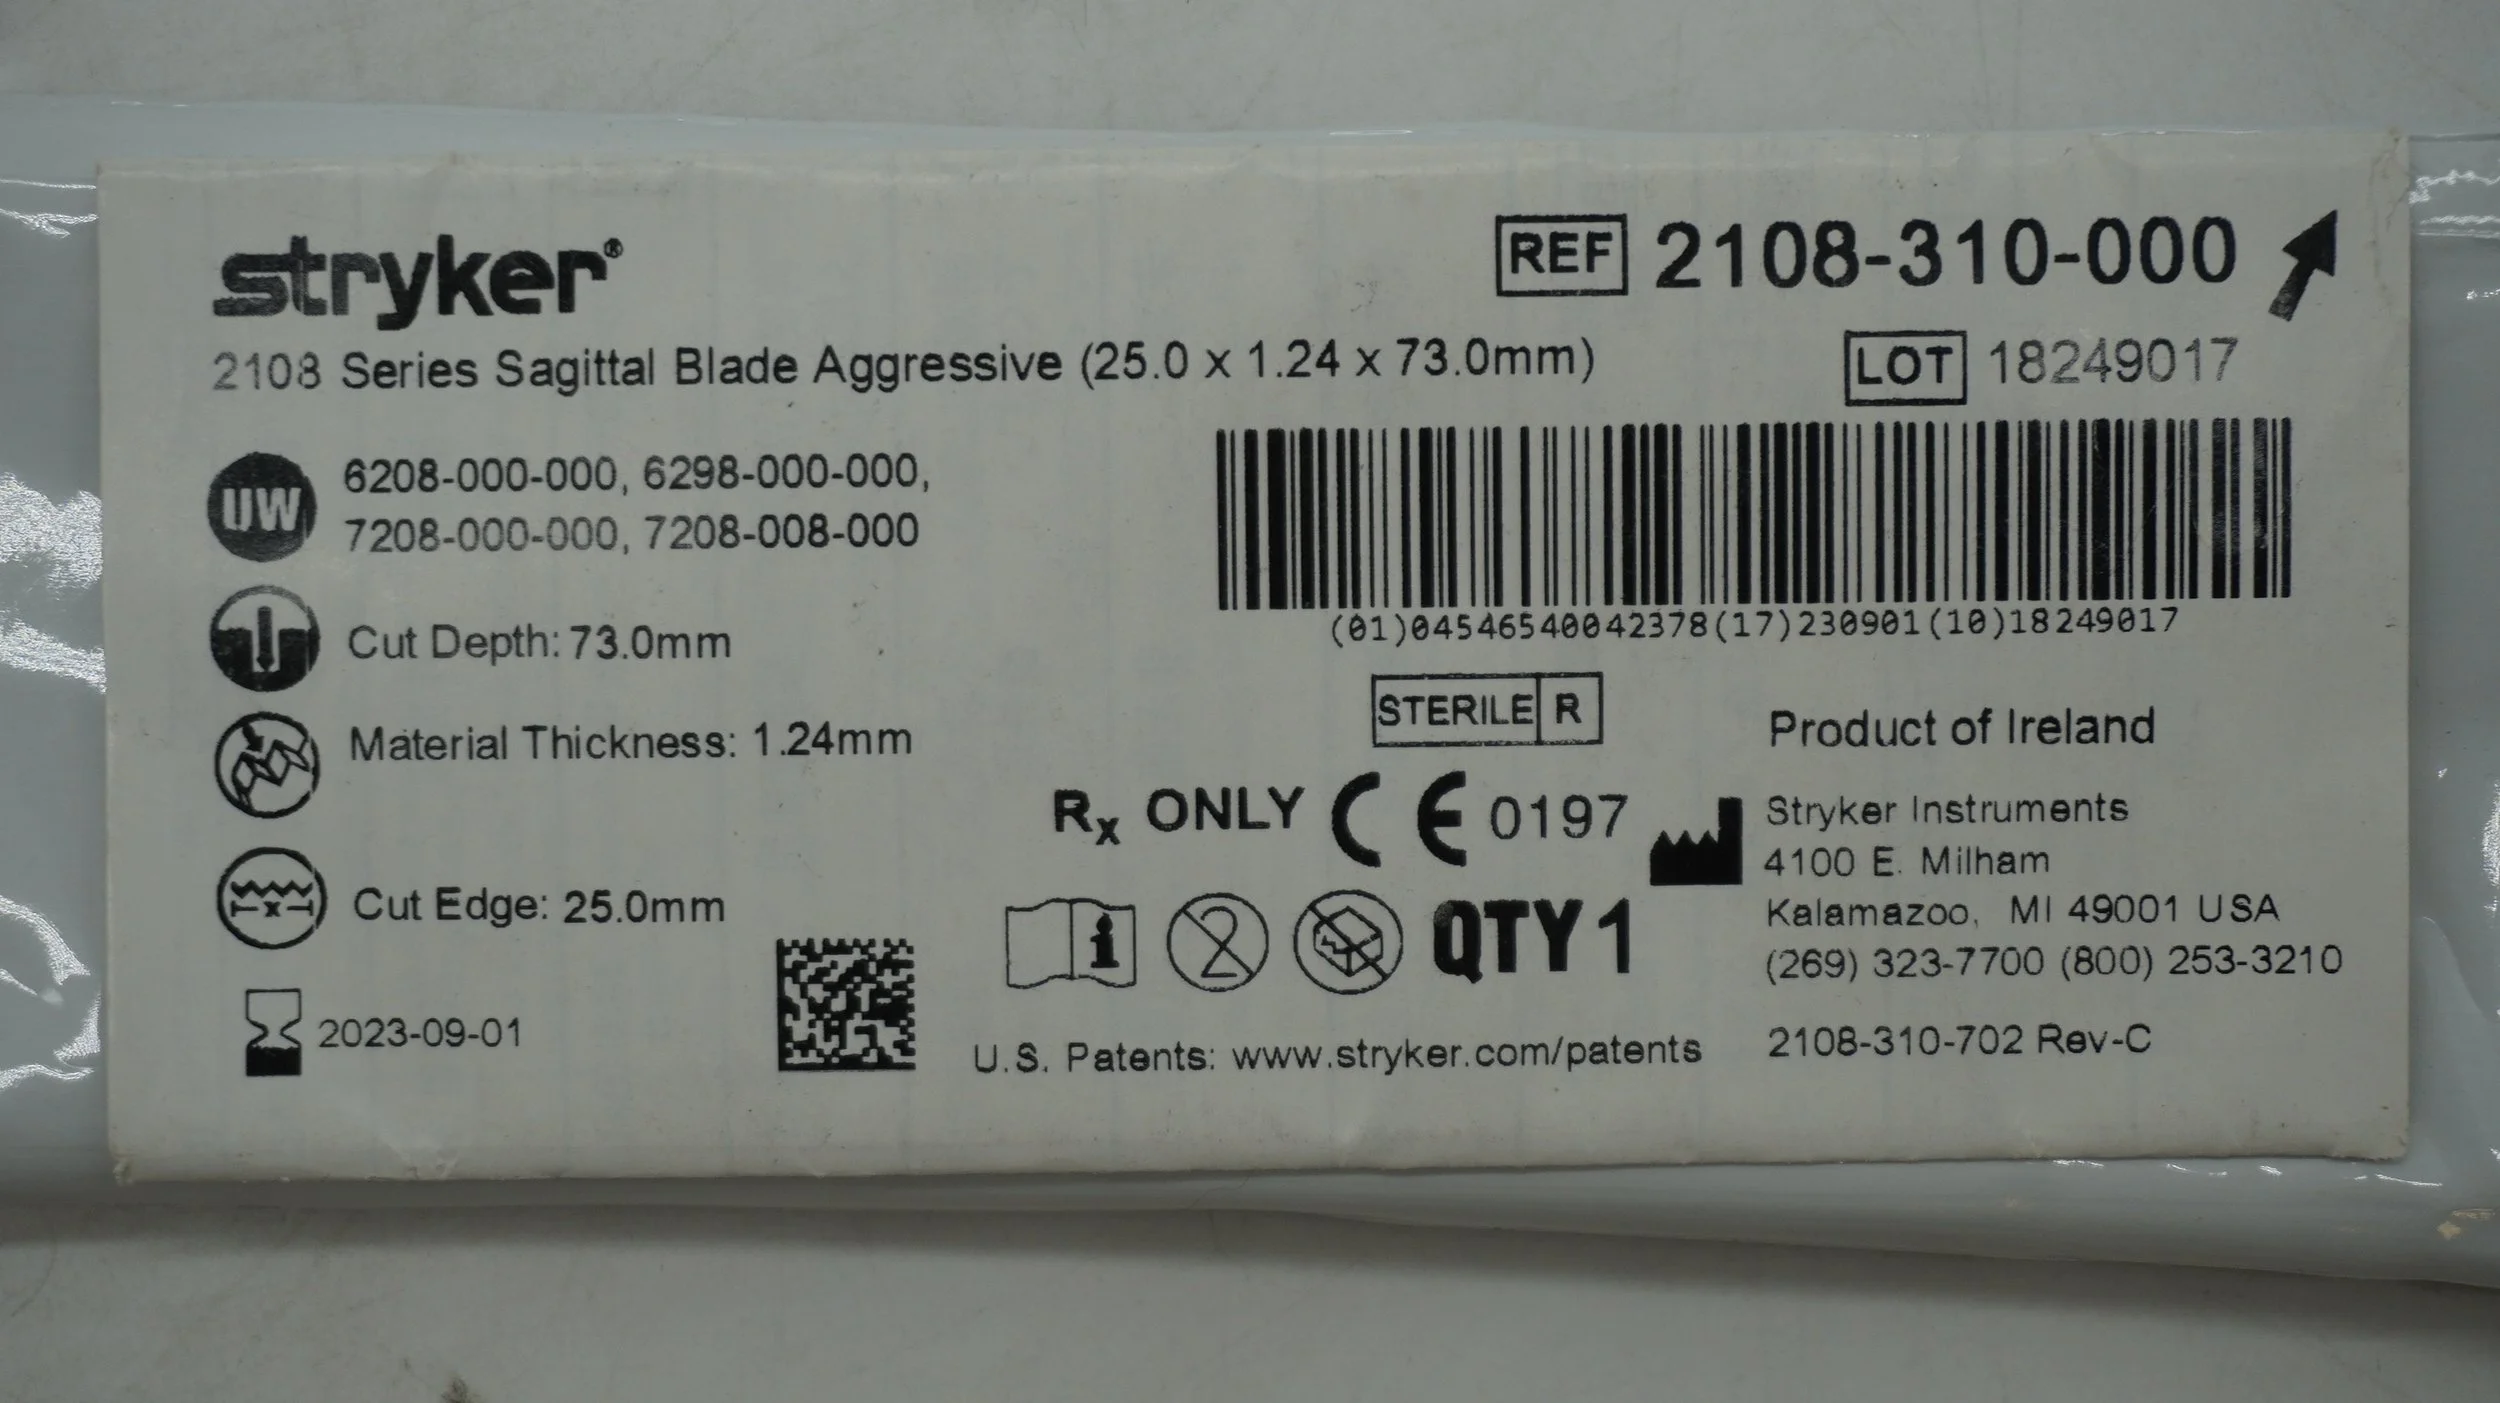 stryker®
REF 2108-310-000
2108 Series Sagittal Blade Aggressive (25.0 x 1.24 x 73.0mm)
LOT 18249017
UW 6208-000-000, 6298-000-000,
7208-000-000, 7208-008-000
(01)04546540042378(17)230901(10)18249017
Cut Depth: 73.0mm
STERILE R
Material Thickness: 1.24mm
Product of Ireland
Rx ONLY CE 0197
Stryker Instruments
4100 E. Milham
Kalamazoo, MI 49001 USA
(269) 323-7700 (800) 253-3210
Cut Edge: 25.0mm
x
i 2 QTY 1
2023-09-01
U.S. Patents: www.stryker.com/patents
2108-310-702 Rev-C